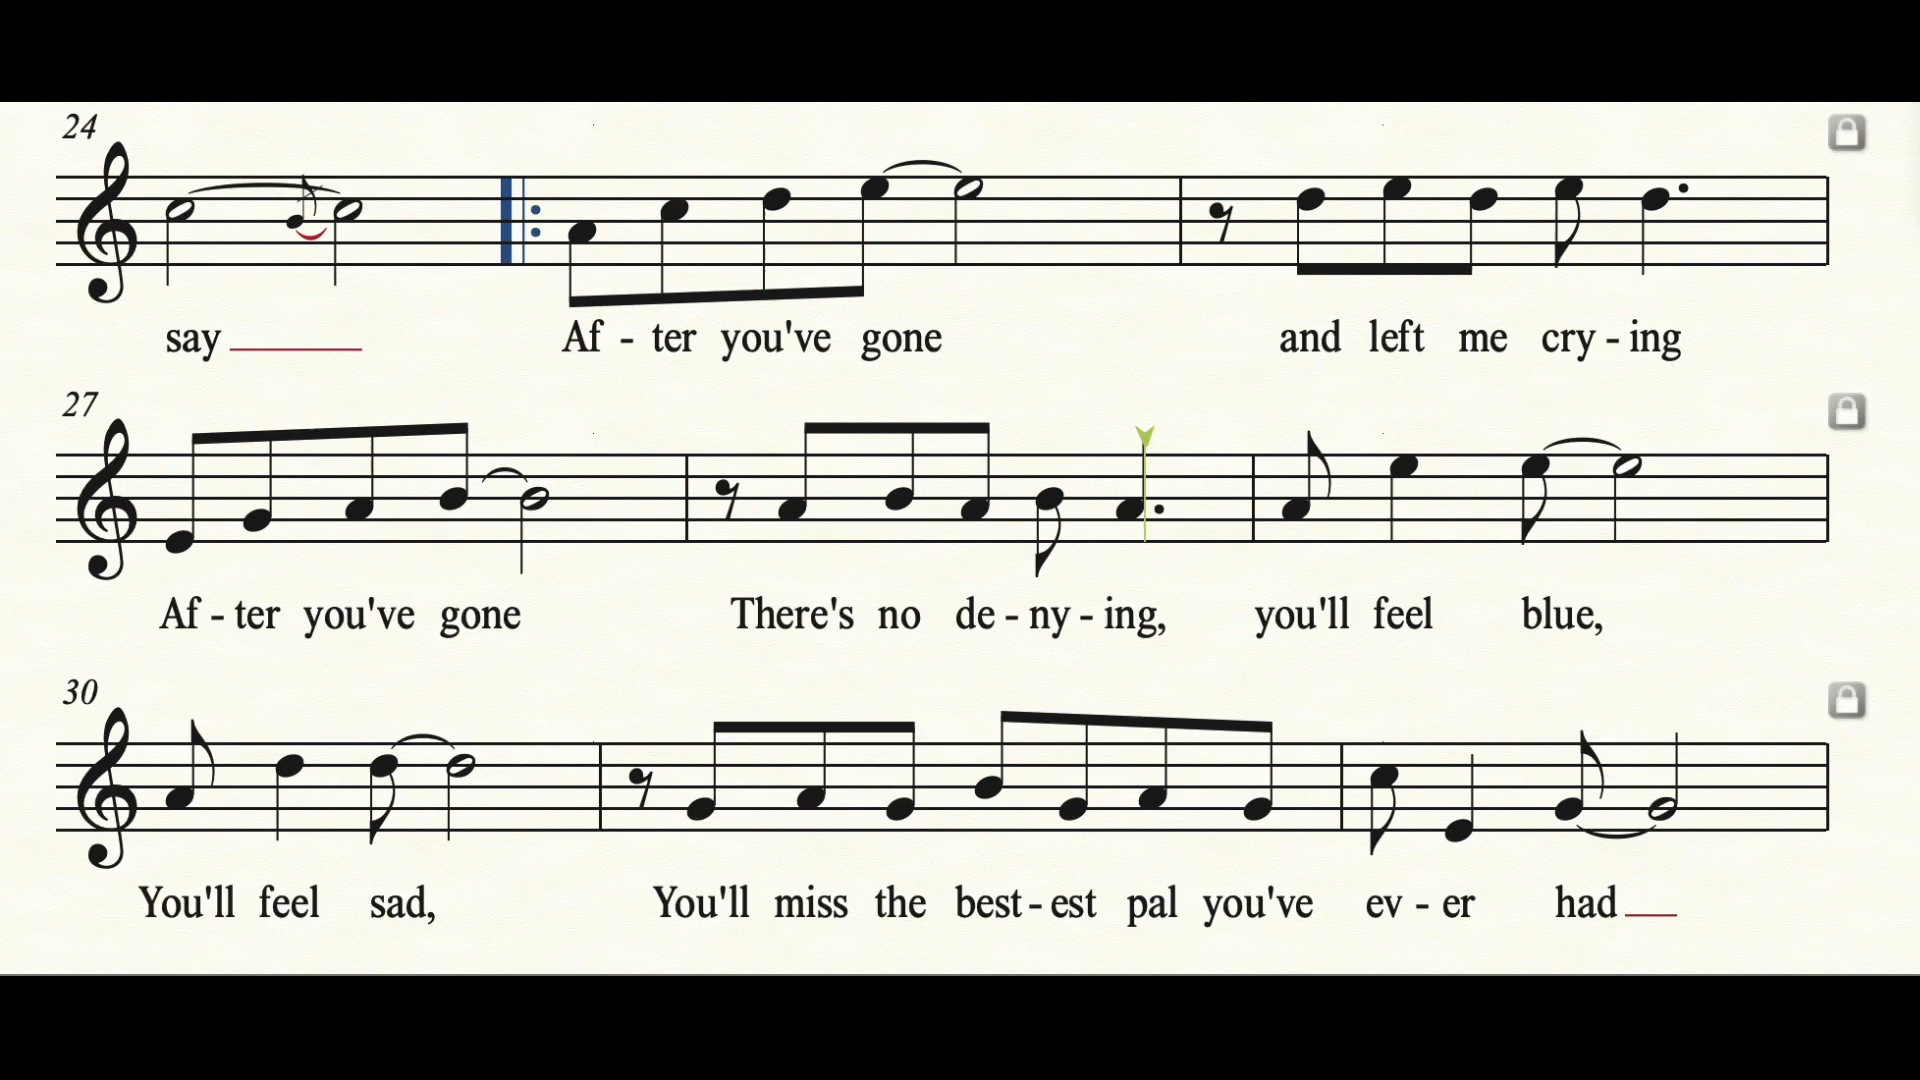 24
say Af - ter you've gone and left me cry - ing
27
Af - ter you've gone There's no de - ny - ing, you'll feel blue,
30
You'll feel sad, You'll miss the best - est pal you've ev - er had